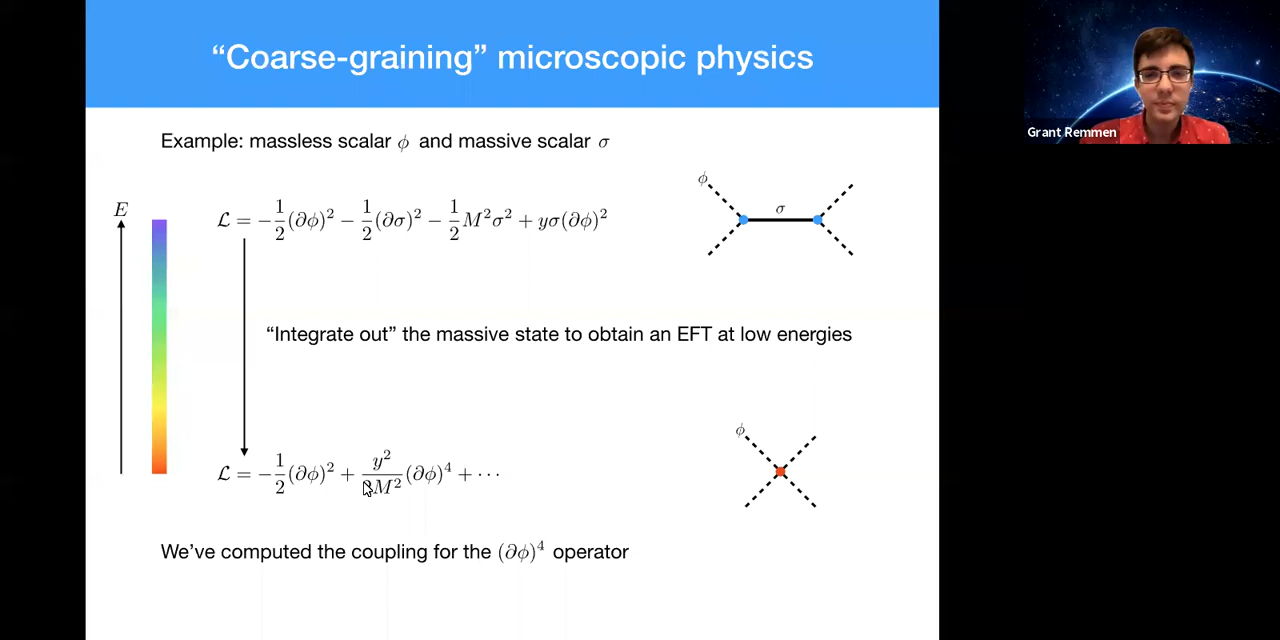 “Coarse-graining” microscopic physics
Grant Remmen
Example: massless scalar ϕ and massive scalar σ
ϕ
σ
E
ℒ = −1/2(∂ϕ)² − 1/2(∂σ)² − 1/2M²σ² + yσ(∂ϕ)²
“Integrate out” the massive state to obtain an EFT at low energies
ϕ
ℒ = −1/2(∂ϕ)² + y²/M²(∂ϕ)⁴ + ···
We’ve computed the coupling for the (∂ϕ)⁴ operator